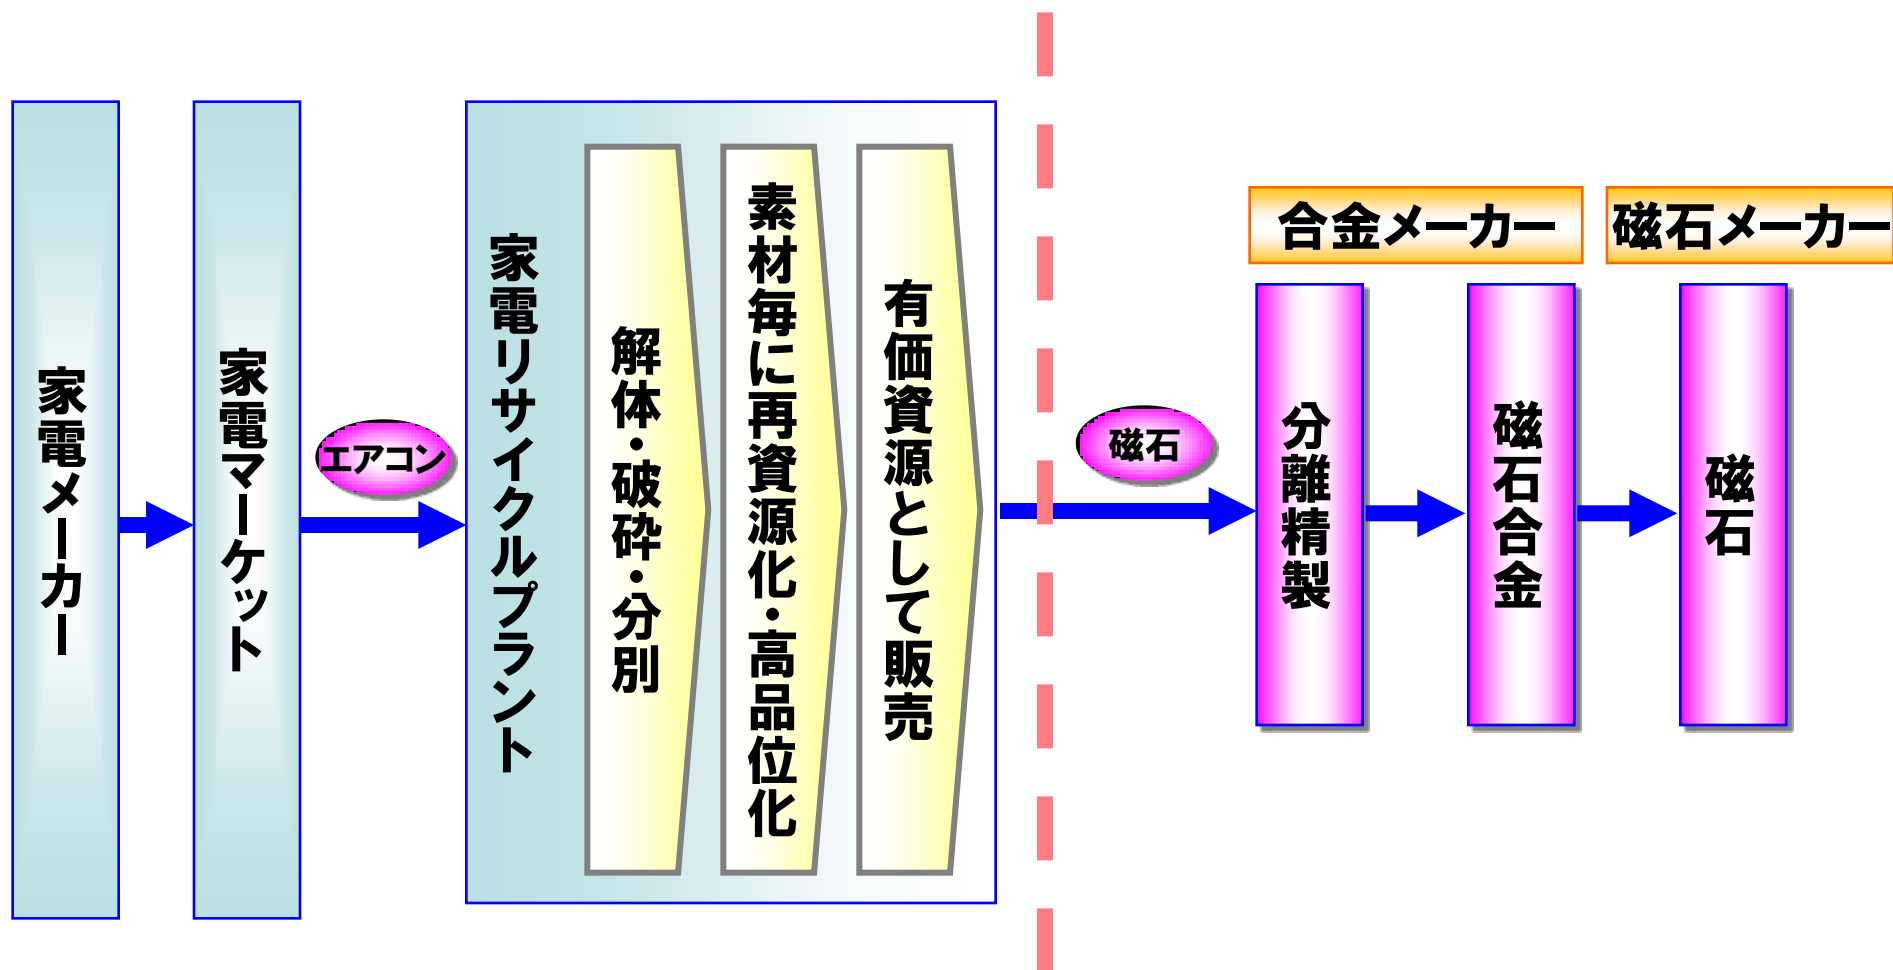 家電メーカー
家電マーケット
エアコン
家電リサイクルプラント
解体・破砕・分別
素材毎に再資源化・高品位化
有価資源として販売
磁石
合金メーカー
分離精製
磁石合金
磁石メーカー
磁石